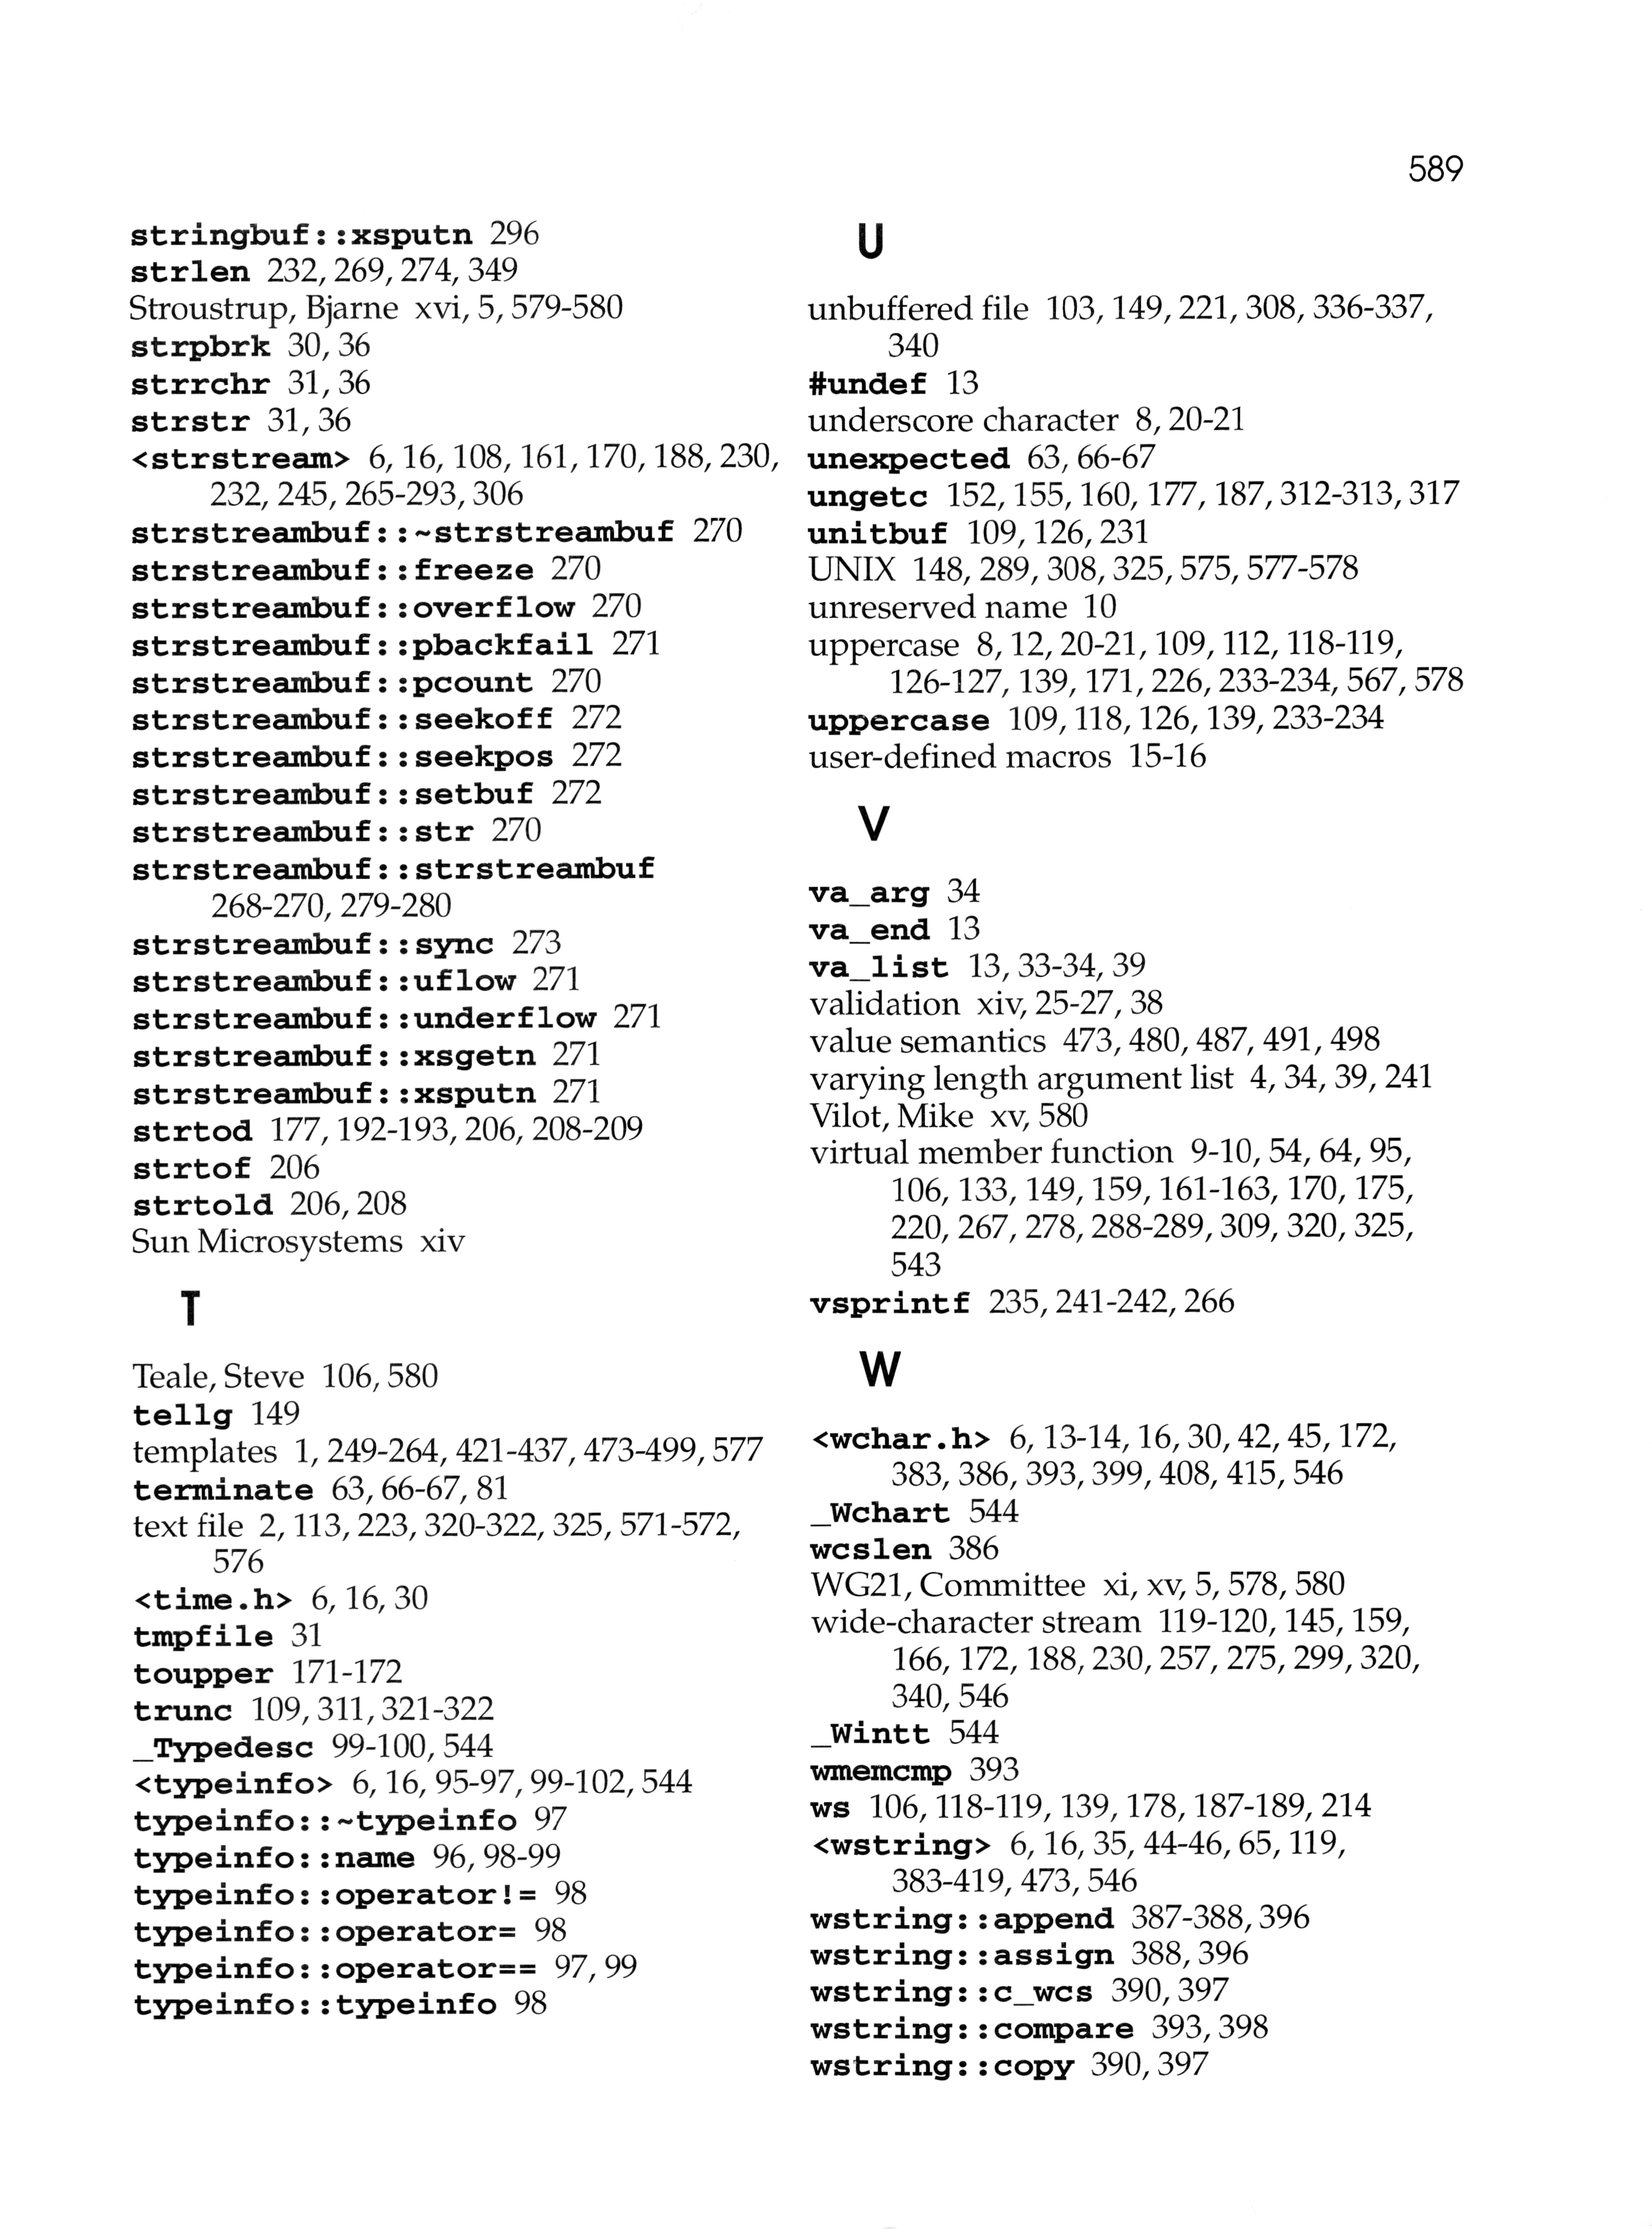 589
stringbuf::xsputn 296
strlen 232, 269, 274, 349
Stroustrup, Bjarne xvi, 5, 579-580
strpbrk 30, 36
strrchr 31, 36
strstr 31, 36
<strstream> 6, 16, 108, 161, 170, 188, 230,
232, 245, 265-293, 306
strstreambuf::~strstreambuf 270
strstreambuf::freeze 270
strstreambuf::overflow 270
strstreambuf::pbackfail 271
strstreambuf::pcount 270
strstreambuf::seekoff 272
strstreambuf::seekpos 272
strstreambuf::setbuf 272
strstreambuf::str 270
strstreambuf::strstreambuf
268-270, 279-280
strstreambuf::sync 273
strstreambuf::uflow 271
strstreambuf::underflow 271
strstreambuf::xsgetn 271
strstreambuf::xsputn 271
strtod 177, 192-193, 206, 208-209
strtof 206
strtold 206, 208
Sun Microsystems xiv
T
Teale, Steve 106, 580
tellg 149
templates 1, 249-264, 421-437, 473-499, 577
terminate 63, 66-67, 81
text file 2, 113, 223, 320-322, 325, 571-572,
576
<time.h> 6, 16, 30
tmpfile 31
toupper 171-172
trunc 109, 311, 321-322
_Typedesc 99-100, 544
<typeinfo> 6, 16, 95-97, 99-102, 544
typeinfo::~typeinfo 97
typeinfo::name 96, 98-99
typeinfo::operator!= 98
typeinfo::operator= 98
typeinfo::operator== 97, 99
typeinfo::typeinfo 98
U
unbuffered file 103, 149, 221, 308, 336-337,
340
#undef 13
underscore character 8, 20-21
unexpected 63, 66-67
ungetc 152, 155, 160, 177, 187, 312-313, 317
unitbuf 109, 126, 231
UNIX 148, 289, 308, 325, 575, 577-578
unreserved name 10
uppercase 8, 12, 20-21, 109, 112, 118-119,
126-127, 139, 171, 226, 233-234, 567, 578
uppercase 109, 118, 126, 139, 233-234
user-defined macros 15-16
V
va_arg 34
va_end 13
va_list 13, 33-34, 39
validation xiv, 25-27, 38
value semantics 473, 480, 487, 491, 498
varying length argument list 4, 34, 39, 241
Vilot, Mike xv, 580
virtual member function 9-10, 54, 64, 95,
106, 133, 149, 159, 161-163, 170, 175,
220, 267, 278, 288-289, 309, 320, 325,
543
vsprintf 235, 241-242, 266
W
<wchar.h> 6, 13-14, 16, 30, 42, 45, 172,
383, 386, 393, 399, 408, 415, 546
_Wchart 544
wcslen 386
WG21, Committee xi, xv, 5, 578, 580
wide-character stream 119-120, 145, 159,
166, 172, 188, 230, 257, 275, 299, 320,
340, 546
_Wintt 544
wmemcmp 393
ws 106, 118-119, 139, 178, 187-189, 214
<wstring> 6, 16, 35, 44-46, 65, 119,
383-419, 473, 546
wstring::append 387-388, 396
wstring::assign 388, 396
wstring::c_wcs 390, 397
wstring::compare 393, 398
wstring::copy 390, 397